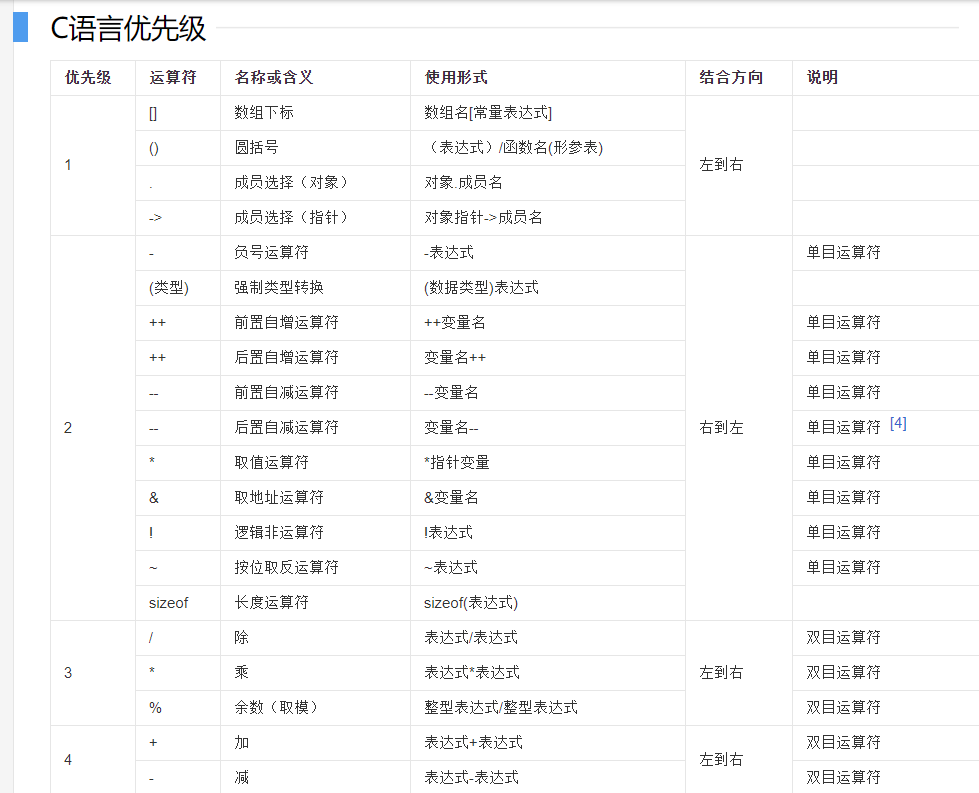 C语言优先级
优先级 运算符 名称或含义 使用形式 结合方向 说明
1 [] 数组下标 数组名[常量表达式] 左到右
() 圆括号 （表达式）/函数名(形参表)
. 成员选择（对象） 对象.成员名
-> 成员选择（指针） 对象指针->成员名
2 - 负号运算符 -表达式 右到左 单目运算符
(类型) 强制类型转换 (数据类型)表达式
++ 前置自增运算符 ++变量名 单目运算符
++ 后置自增运算符 变量名++ 单目运算符
-- 前置自减运算符 --变量名 单目运算符
-- 后置自减运算符 变量名-- 单目运算符 [4]
* 取值运算符 *指针变量 单目运算符
& 取地址运算符 &变量名 单目运算符
! 逻辑非运算符 !表达式 单目运算符
~ 按位取反运算符 ~表达式 单目运算符
sizeof 长度运算符 sizeof(表达式)
3 / 除 表达式/表达式 左到右 双目运算符
* 乘 表达式*表达式 双目运算符
% 余数（取模） 整型表达式/整型表达式 双目运算符
4 + 加 表达式+表达式 左到右 双目运算符
- 减 表达式-表达式 双目运算符